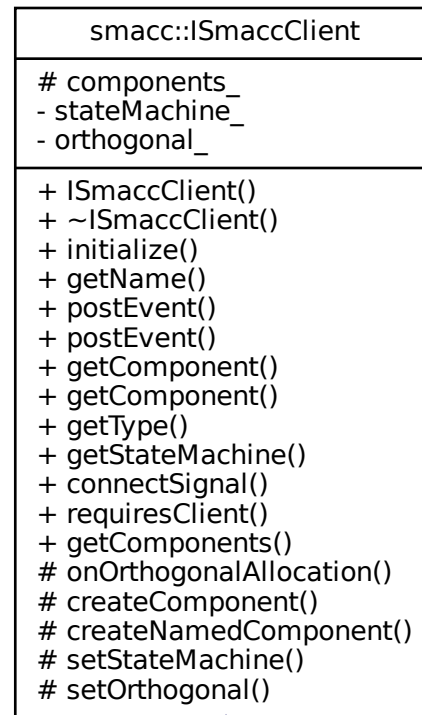 smacc::ISmaccClient
# components_
- stateMachine_
- orthogonal_
+ ISmaccClient()
+ ~ISmaccClient()
+ initialize()
+ getName()
+ postEvent()
+ postEvent()
+ getComponent()
+ getComponent()
+ getType()
+ getStateMachine()
+ connectSignal()
+ requiresClient()
+ getComponents()
# onOrthogonalAllocation()
# createComponent()
# createNamedComponent()
# setStateMachine()
# setOrthogonal()